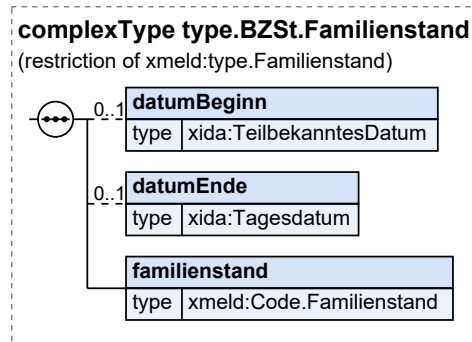 complexType type.BZSt.Familienstand
(restriction of xmeld:type.Familienstand)
0..1
datumBeginn
type xida:TeilbekanntesDatum
0..1
datumEnde
type xida:Tagesdatum
familienstand
type xmeld:Code.Familienstand